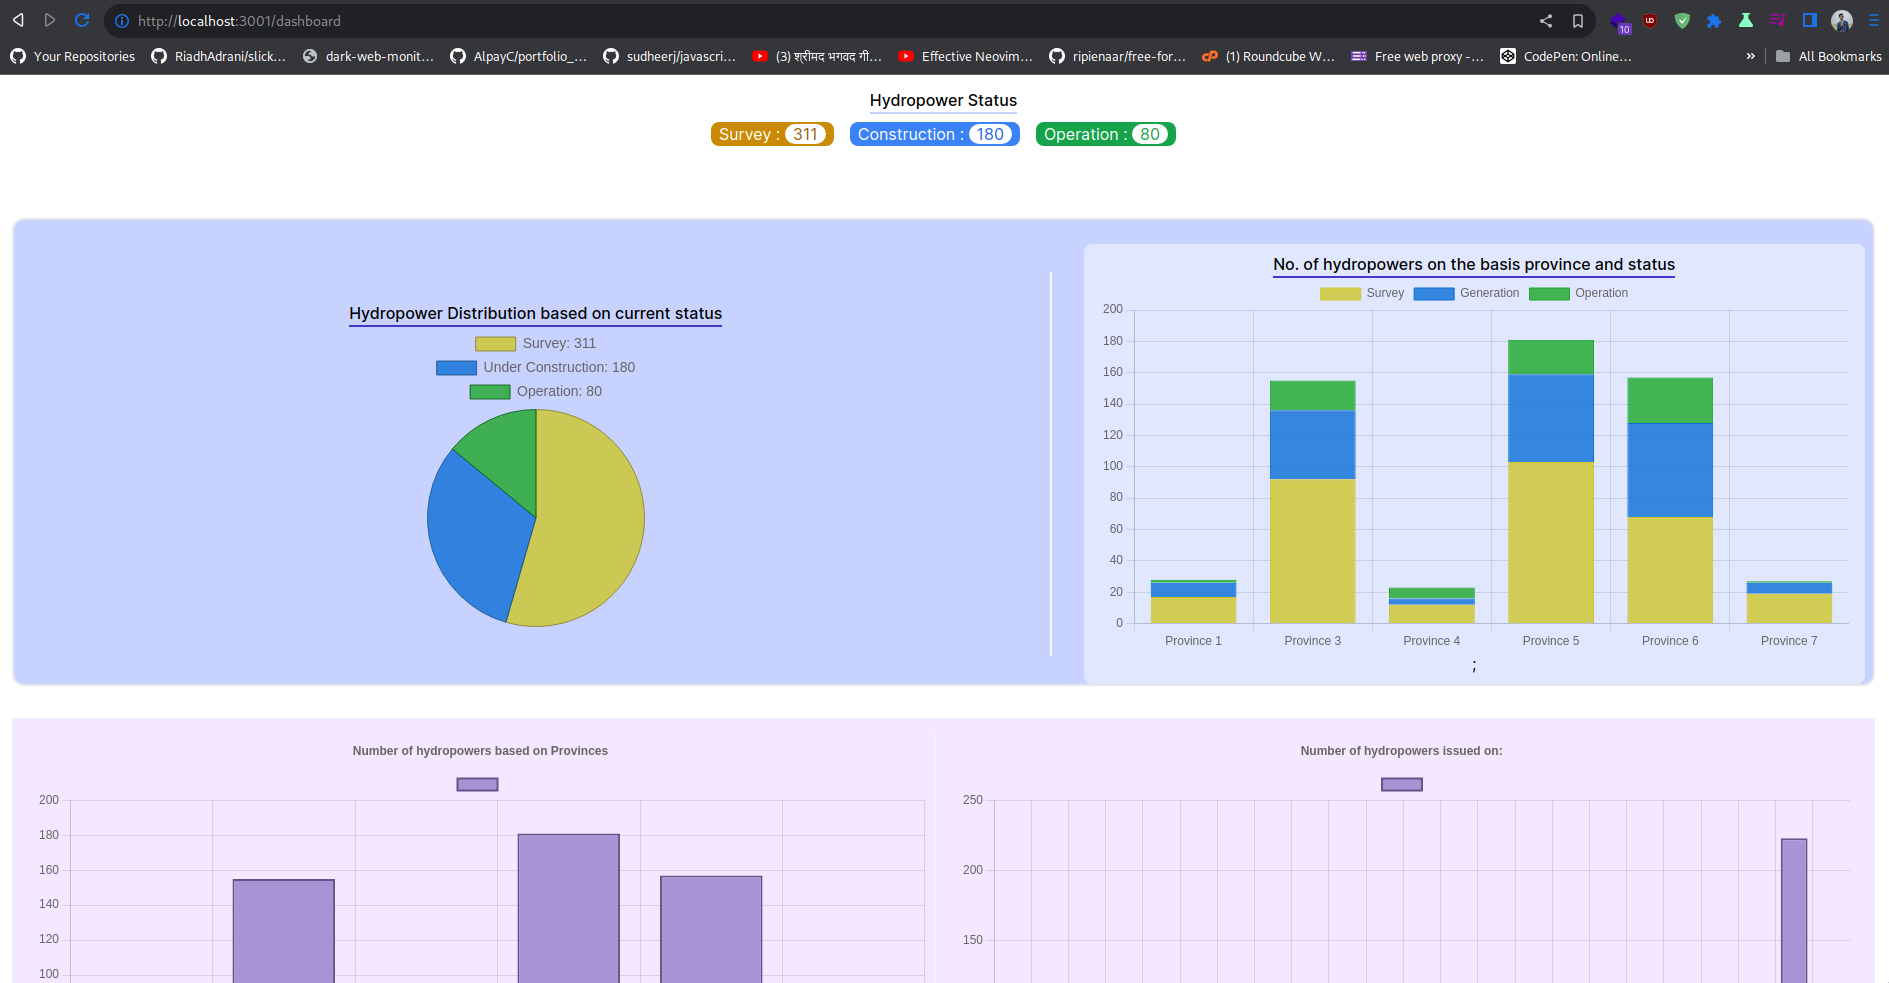 http://localhost:3001/dashboard
10
Your Repositories RiadhAdrani/slick... dark-web-monit... AlpayC/portfolio_... sudheerj/javascri... (3) श्रीमद भगवद गी... Effective Neovim... ripienaar/free-for... (1) Roundcube W... Free web proxy -... CodePen: Online... » All Bookmarks
Hydropower Status
Survey : 311 Construction : 180 Operation : 80
Hydropower Distribution based on current status
Survey: 311
Under Construction: 180
Operation: 80
No. of hydropowers on the basis province and status
Survey Generation Operation
200
180
160
140
120
100
80
60
40
20
0
Province 1 Province 3 Province 4 Province 5 Province 6 Province 7
;
Number of hydropowers based on Provinces
200
180
160
140
120
100
Number of hydropowers issued on:
250
200
150